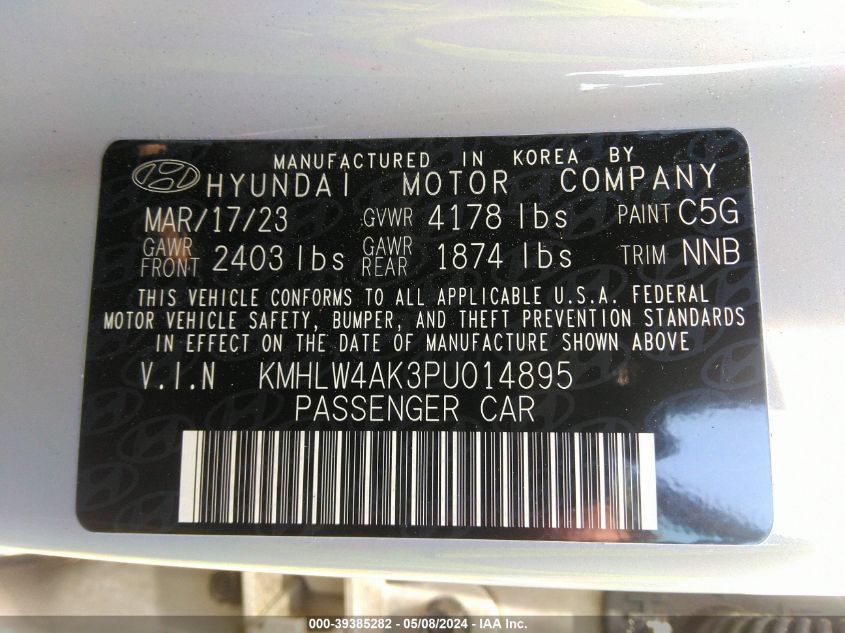 MANUFACTURED IN KOREA BY
HYUNDAI MOTOR COMPANY
MAR/17/23 GVWR 4178 lbs PAINT C5G
GAWR FRONT 2403 lbs GAWR REAR 1874 lbs TRIM NNB
THIS VEHICLE CONFORMS TO ALL APPLICABLE U.S.A. FEDERAL
MOTOR VEHICLE SAFETY, BUMPER, AND THEFT PREVENTION STANDARDS
IN EFFECT ON THE DATE OF MANUFACTURE SHOWN ABOVE
V.I.N KMHLW4AK3PU014895
PASSENGER CAR
000-39385282 - 05/08/2024 - IAA Inc.